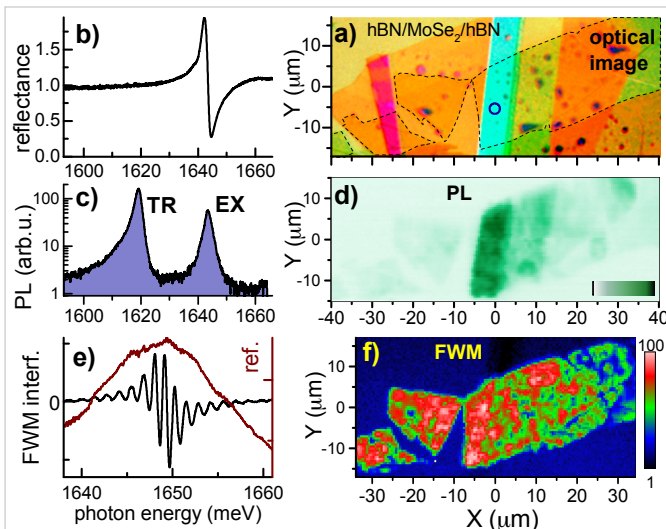 b)
reflectance
0.0
0.5
1.0
1.5
1600
1620
1640
1660
a)
hBN/MoSe₂/hBN
optical
image
Y (μm)
10
0
-10
c)
TR
EX
PL (arb.u.)
100
10
1
1600
1620
1640
1660
d)
PL
Y (μm)
10
0
-10
-40 -30 -20 -10 0 10 20 30 40
e)
FWM interf.
0
ref.
1640
1650
1660
photon energy (meV)
f)
FWM
Y (μm)
10
0
-10
-30 -20 -10 0 10 20 30
X (μm)
100
10
1